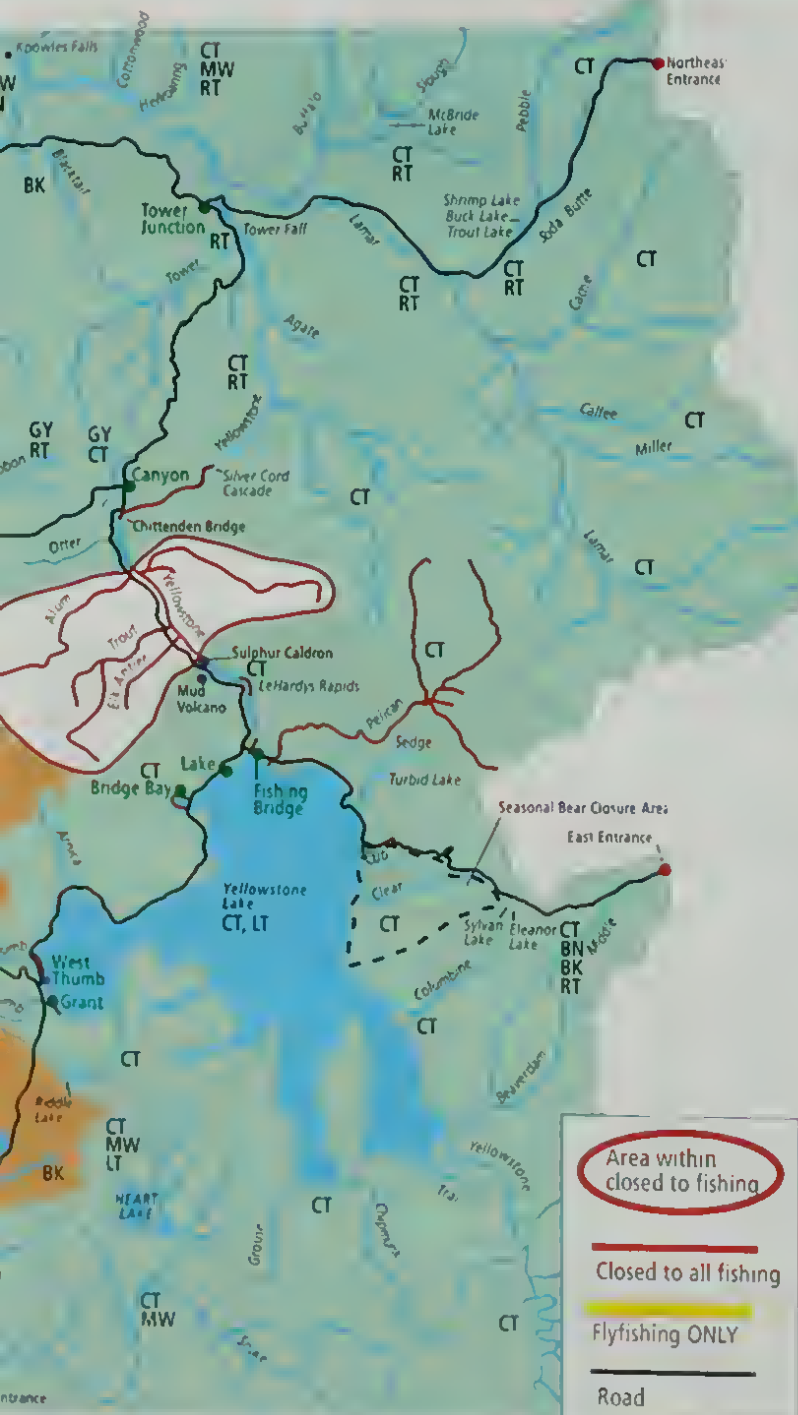 Knowles Falls
Cottonwood
Hellroaring
CT
MW
RT
Buffalo
Slough
CT
Northeas
Entrance
W
McBride
Lake
Pebble
CT
RT
Blacktail
BK
Tower
Junction
RT
Tower Fall
Lamar
Shrimp Lake
Buck Lake
Trout Lake
Soda Butte
CT
RT
CT
RT
CT
Cache
Tower
Agate
CT
RT
Yellowstone
GY
RT
GY
CT
Calfee
CT
Miller
Canyon
Silver Cord
Cascade
CT
Chittenden Bridge
Otter
Lamar
CT
Alum
Yellowstone
Trout
Elk Antler
Sulphur Caldron
CT
LeHardys Rapids
Mud
Volcano
CT
Pelican
Sedge
Turbid Lake
CT
Lake
Bridge Bay
Fishing
Bridge
Seasonal Bear Closure Area
East Entrance
Arnica
Cub
Clear
CT
Yellowstone
Lake
CT, LT
Sylvan
Lake
Eleanor
Lake
CT
BN
BK
RT
Middle
West
Thumb
Grant
Columbine
CT
CT
Beaverdam
Riddle
Lake
CT
MW
LT
BK
HEART
LAKE
Yellowstone
Trail
CT
Grouse
Chipmunk
CT
MW
Snake
CT
ntrance
Area within
closed to fishing
Closed to all fishing
Flyfishing ONLY
Road